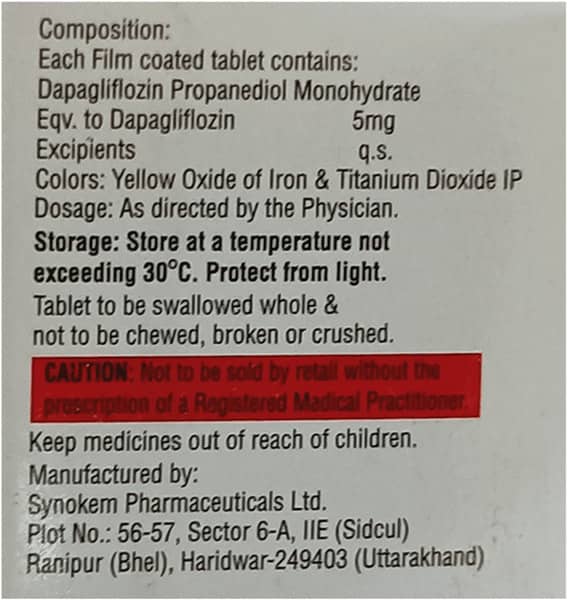 Composition:
Each Film coated tablet contains:
Dapagliflozin Propanediol Monohydrate
Eqv. to Dapagliflozin 5mg
Excipients q.s.
Colors: Yellow Oxide of Iron & Titanium Dioxide IP
Dosage: As directed by the Physician.
Storage: Store at a temperature not
exceeding 30°C. Protect from light.
Tablet to be swallowed whole &
not to be chewed, broken or crushed.
CAUTION: Not to be sold by retail without the
prescription of a Registered Medical Practitioner.
Keep medicines out of reach of children.
Manufactured by:
Synokem Pharmaceuticals Ltd.
Plot No.: 56-57, Sector 6-A, IIE (Sidcul)
Ranipur (Bhel), Haridwar-249403 (Uttarakhand)